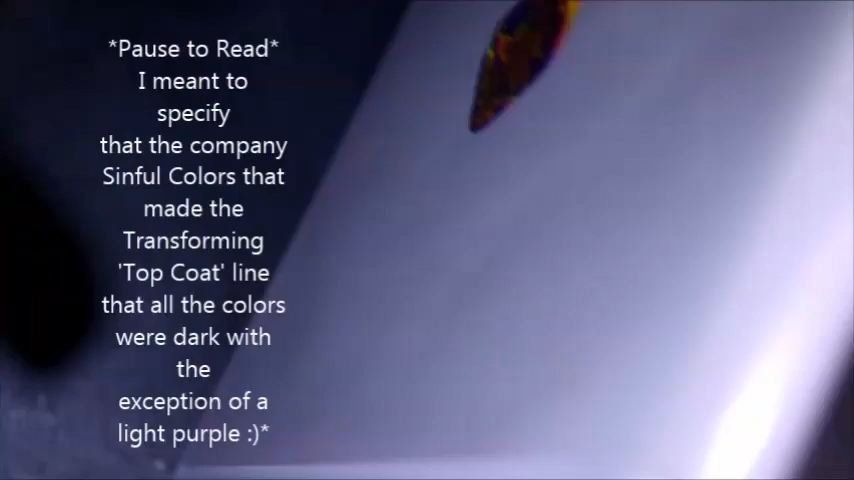 *Pause to Read*
I meant to
specify
that the company
Sinful Colors that
made the
Transforming
'Top Coat' line
that all the colors
were dark with
the
exception of a
light purple :)*